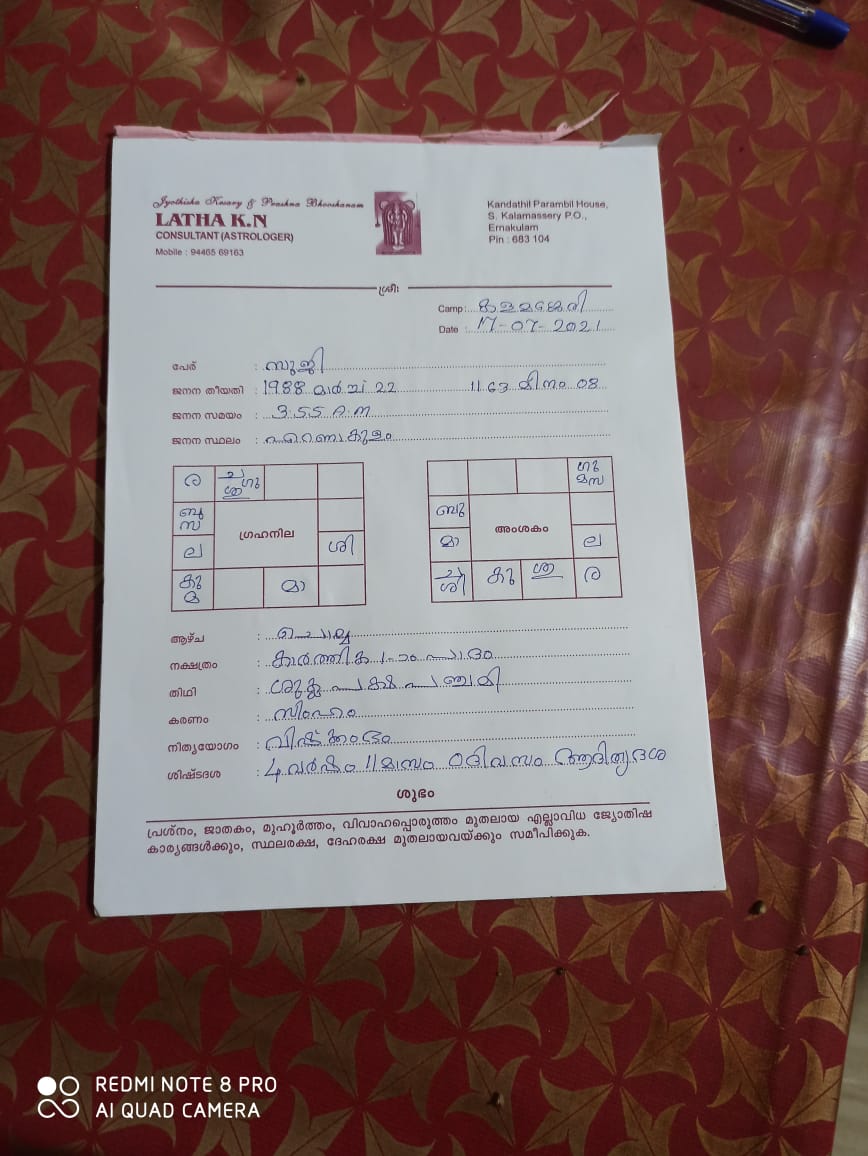 Jyothisha Kesary & Prashna Bhooshanam
LATHA K.N
CONSULTANT (ASTROLOGER)
Mobile : 94465 69163
Kandathil Parambil House,
S. Kalamassery P.O.,
Ernakulam
Pin : 683 104
ശ്രീഃ
Camp : കളമശ്ശേരി
Date : 17-07-2021
പേര് : സുജി
ജനന തീയതി : 1988 മാർച്ച് 22 1163 മീനം 08
ജനന സമയം : 3.55 A.M
ജനന സ്ഥലം : എറണാകുളം
ര ച ഗു
ശു
ബു
സ
ല
ഗ്രഹനില
ശി
കു
മ
മാ
ഗു
മസ
ബു
മാ
അംശകം
ല
ച
ശി
കു
ശു
ര
ആഴ്ച : ചൊവ്വ
നക്ഷത്രം : കാർത്തിക 1-ാം പാദം
തിഥി : ശുക്ല പക്ഷ പഞ്ചമി
കരണം : സിംഹം
നിത്യയോഗം : വിഷ്ക്കംഭം
ശിഷ്ടദശ : 4 വർഷം 11 മാസം 0 ദിവസം ആദിത്യദശ
ശുഭം
പ്രശ്നം, ജാതകം, മുഹൂർത്തം, വിവാഹപ്പൊരുത്തം മുതലായ എല്ലാവിധ ജ്യോതിഷ
കാര്യങ്ങൾക്കും, സ്ഥലരക്ഷ, ദേഹരക്ഷ മുതലായവയ്ക്കും സമീപിക്കുക.
REDMI NOTE 8 PRO
AI QUAD CAMERA